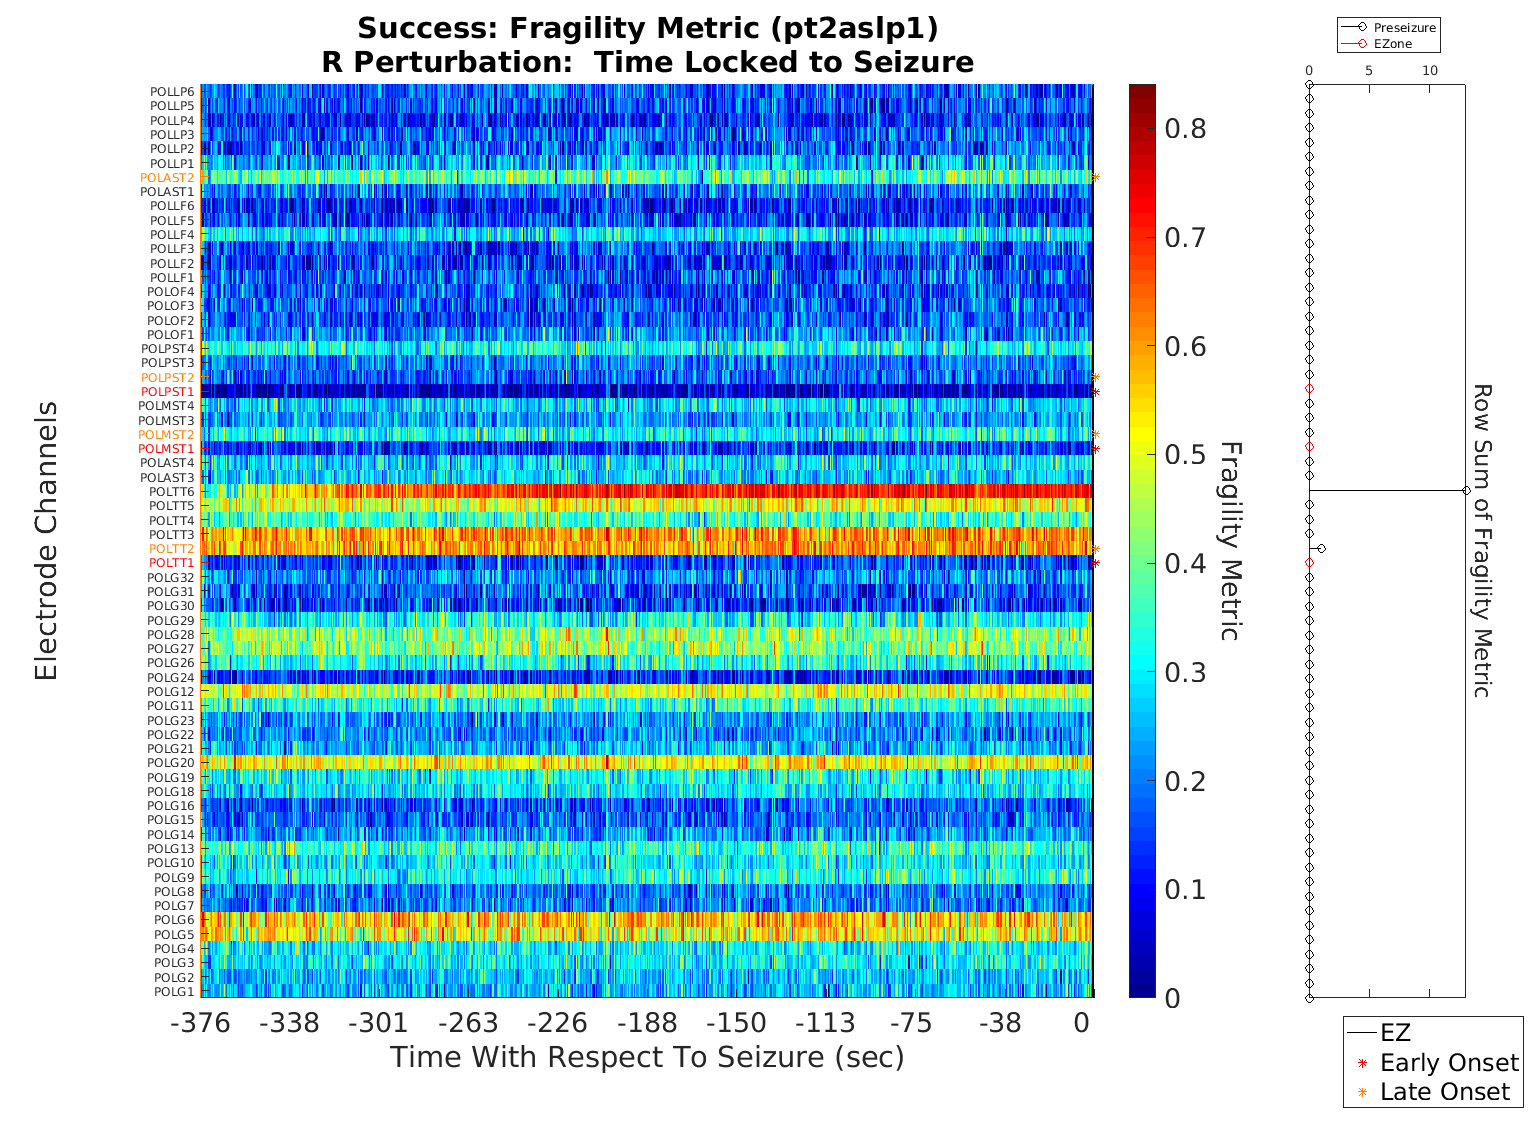 Success: Fragility Metric (pt2aslp1)
R Perturbation:  Time Locked to Seizure
Preseizure
EZone
0 5 10
Electrode Channels
POLLP6
POLLP5
POLLP4
POLLP3
POLLP2
POLLP1
POLAST2
POLAST1
POLLF6
POLLF5
POLLF4
POLLF3
POLLF2
POLLF1
POLOF4
POLOF3
POLOF2
POLOF1
POLPST4
POLPST3
POLPST2
POLPST1
POLMST4
POLMST3
POLMST2
POLMST1
POLAST4
POLAST3
POLTT6
POLTT5
POLTT4
POLTT3
POLTT2
POLTT1
POLG32
POLG31
POLG30
POLG29
POLG28
POLG27
POLG26
POLG24
POLG12
POLG11
POLG23
POLG22
POLG21
POLG20
POLG19
POLG18
POLG16
POLG15
POLG14
POLG13
POLG10
POLG9
POLG8
POLG7
POLG6
POLG5
POLG4
POLG3
POLG2
POLG1
-376 -338 -301 -263 -226 -188 -150 -113 -75 -38 0
Time With Respect To Seizure (sec)
0.8
0.7
0.6
0.5
0.4
0.3
0.2
0.1
0
Fragility Metric
Row Sum of Fragility Metric
EZ
Early Onset
Late Onset